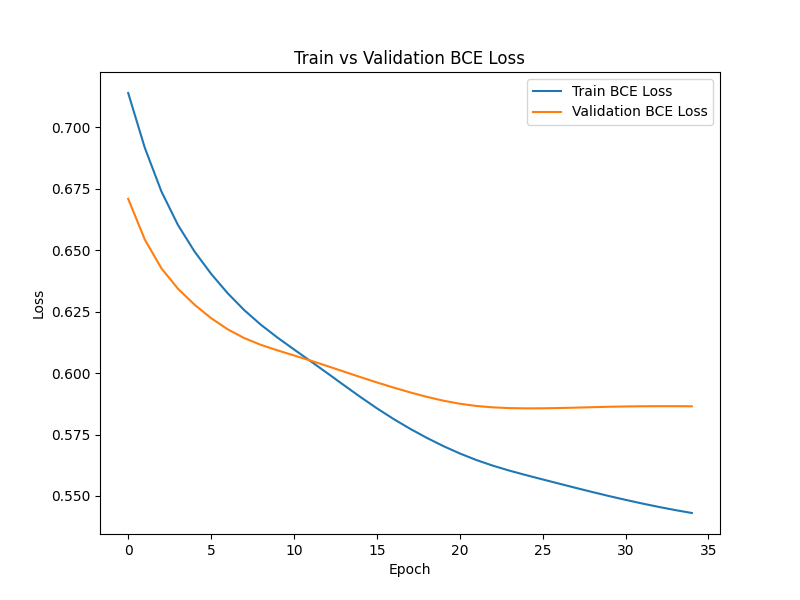 Train vs Validation BCE Loss
Train BCE Loss
Validation BCE Loss
0.700
0.675
0.650
0.625
0.600
0.575
0.550
Loss
0 5 10 15 20 25 30 35
Epoch